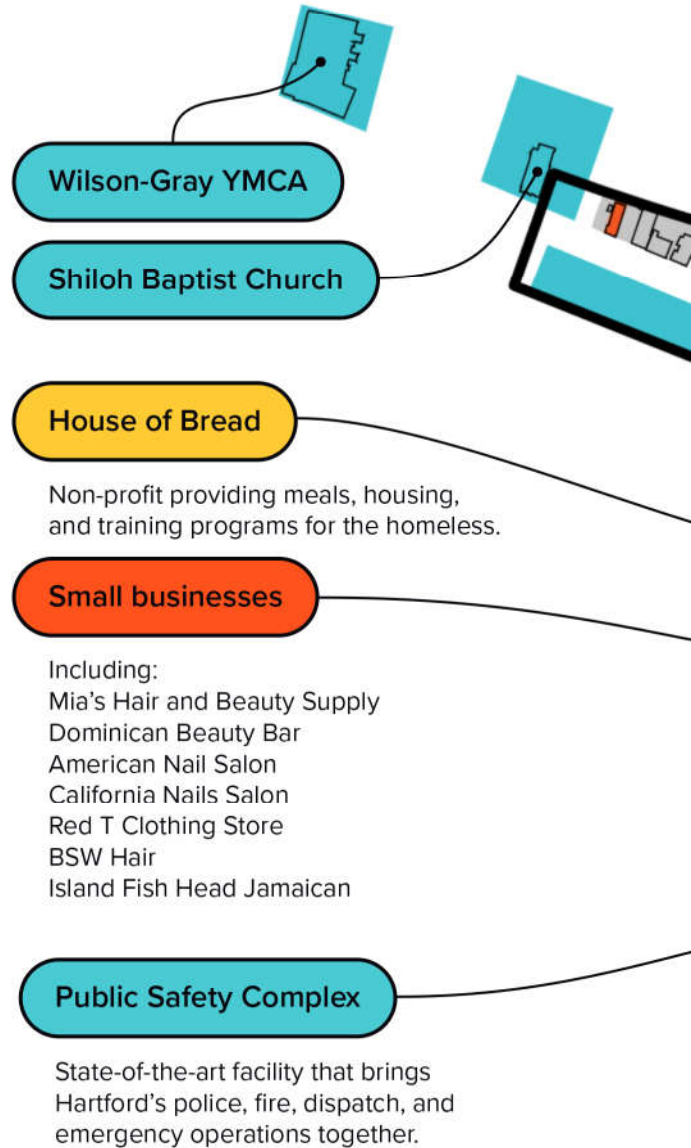 Wilson-Gray YMCA
Shiloh Baptist Church
House of Bread
Non-profit providing meals, housing,
and training programs for the homeless.
Small businesses
Including:
Mia's Hair and Beauty Supply
Dominican Beauty Bar
American Nail Salon
California Nails Salon
Red T Clothing Store
BSW Hair
Island Fish Head Jamaican
Public Safety Complex
State-of-the-art facility that brings
Hartford's police, fire, dispatch, and
emergency operations together.